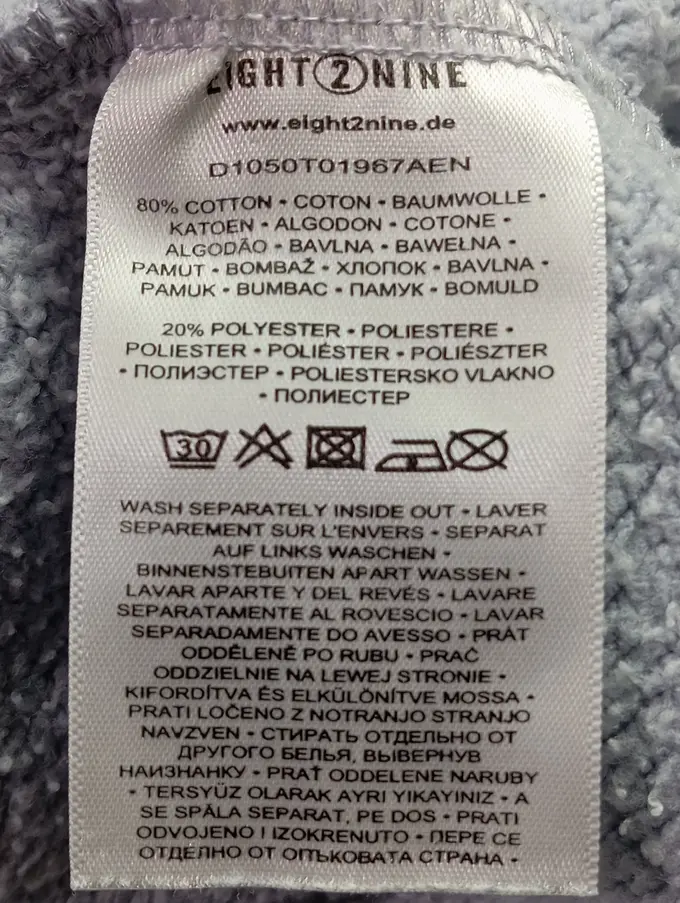 EIGHT2NINE
www.eight2nine.de
D1050T01967AEN
80% COTTON • COTON • BAUMWOLLE •
KATOEN • ALGODON • COTONE •
ALGODÃO • BAVLNA • BAWEŁNA •
PAMUT • BOMBAŽ • ХЛОПОК • BAVLNA •
PAMUK • BUMBAC • ПАМУК • BOMULD
20% POLYESTER • POLIESTERE •
POLIESTER • POLIÉSTER • POLIÉSZTER
• ПОЛИЭСТЕР • POLIESTERSKO VLAKNO
• ПОЛИЕСТЕР
30
WASH SEPARATELY INSIDE OUT • LAVER
SEPAREMENT SUR L'ENVERS • SEPARAT
AUF LINKS WASCHEN •
BINNENSTEBUITEN APART WASSEN •
LAVAR APARTE Y DEL REVÉS • LAVARE
SEPARATAMENTE AL ROVESCIO • LAVAR
SEPARADAMENTE DO AVESSO • PRÁT
ODDĚLENĚ PO RUBU • PRAĆ
ODDZIELNIE NA LEWEJ STRONIE •
KIFORDÍTVA ÉS ELKÜLÖNÍTVE MOSSA •
PRATI LOČENO Z NOTRANJO STRANJO
NAVZVEN • СТИРАТЬ ОТДЕЛЬНО ОТ
ДРУГОГО БЕЛЬЯ, ВЫВЕРНУВ
НАИЗНАНКУ • PRAŤ ODDELENE NARUBY
• TERSYÜZ OLARAK AYRI YIKAYINIZ • A
SE SPĂLA SEPARAT, PE DOS • PRATI
ODVOJENO I IZOKRENUTO • ПЕРЕ СЕ
ОТДЕЛНО ОТ ОПЪКОВАТА СТРАНА •